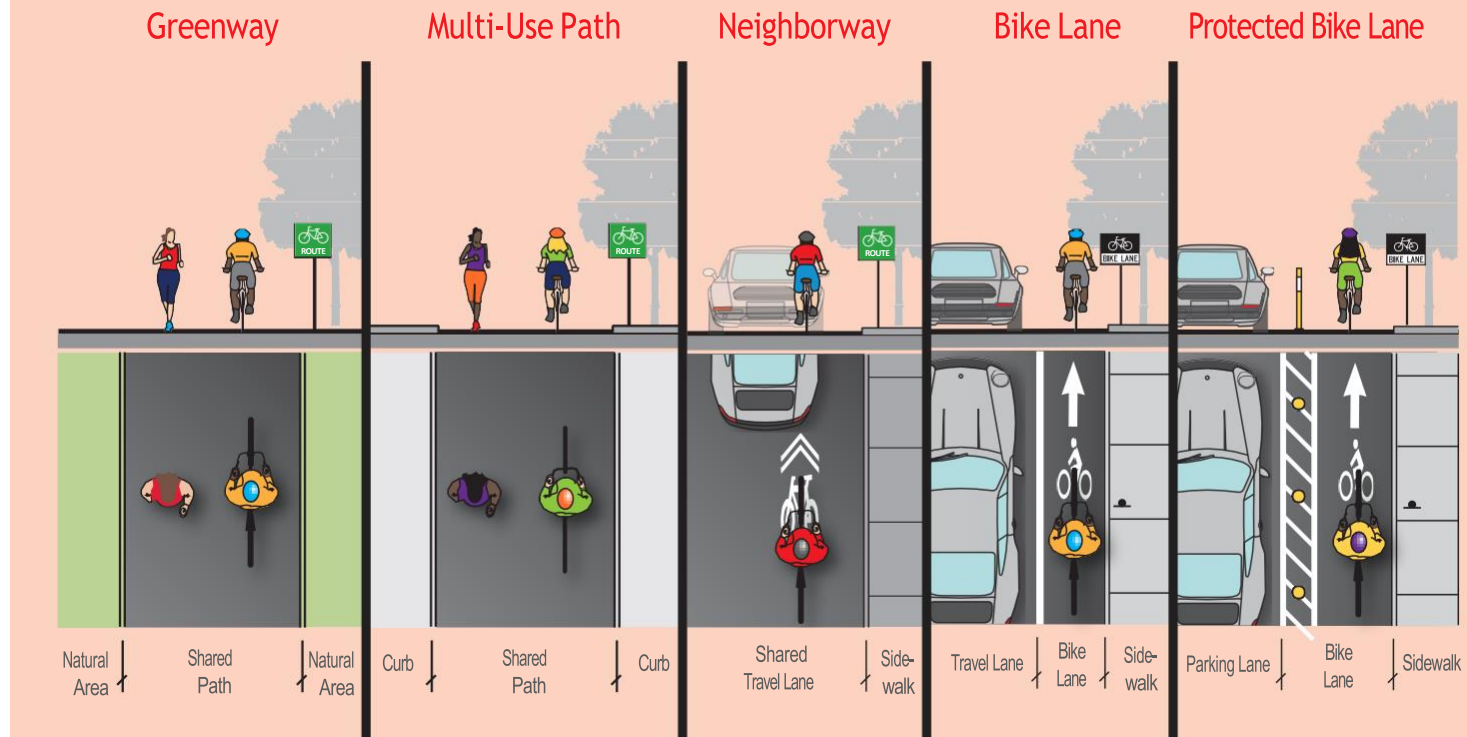 Greenway
Multi-Use Path
Neighborway
Bike Lane
Protected Bike Lane
ROUTE
ROUTE
ROUTE
BIKE LANE
BIKE LANE
Natural
Area
Shared
Path
Natural
Area
Curb
Shared
Path
Curb
Shared
Travel Lane
Side-
walk
Travel Lane
Bike
Lane
Side-
walk
Parking Lane
Bike
Lane
Sidewalk